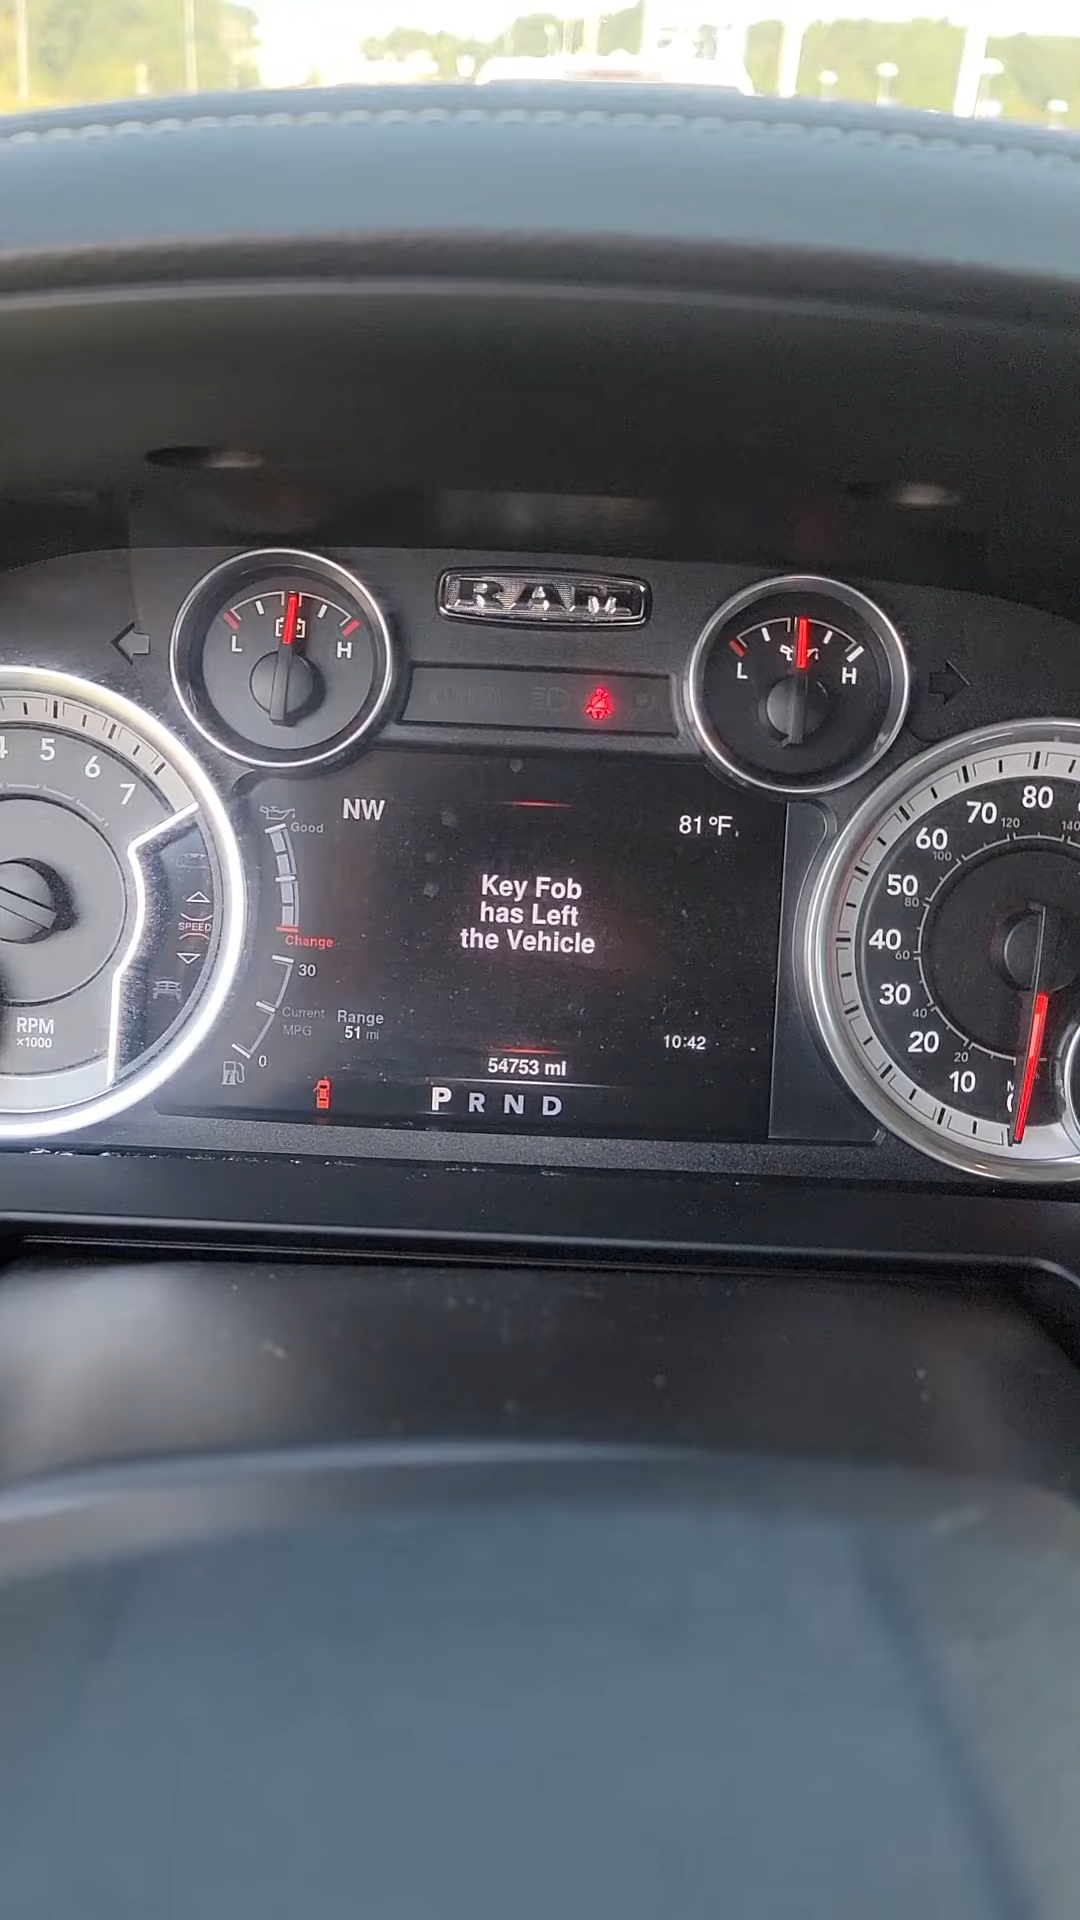 RAM
L H
L H
4 5 6 7
RPM
×1000
SPEED
Good
Change
30
Current
MPG
0
NW
81 °F
Key Fob
has Left
the Vehicle
Range
51 mi
10:42
54753 mi
P R N D
10 20 30 40 50 60 70 80
20 40 60 80 100 120